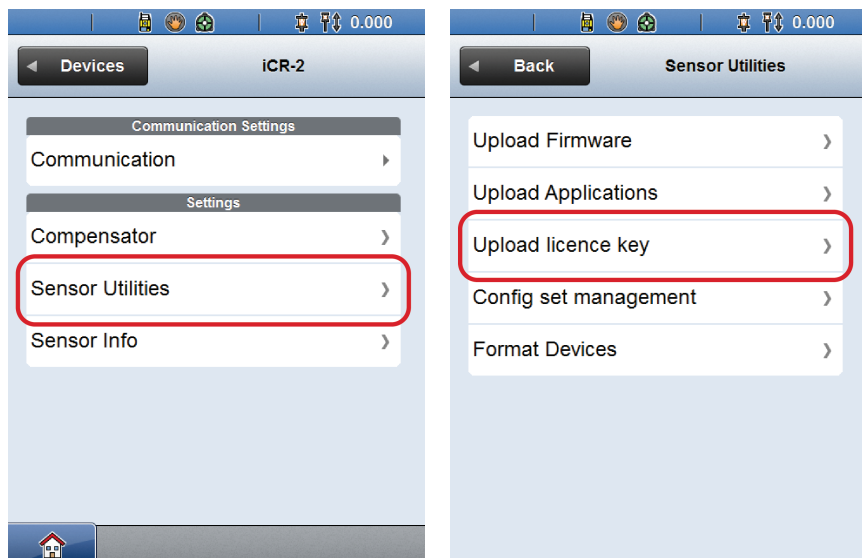 0.000
Devices
iCR-2
Communication Settings
Communication
Settings
Compensator
Sensor Utilities
Sensor Info
0.000
Back
Sensor Utilities
Upload Firmware
Upload Applications
Upload licence key
Config set management
Format Devices